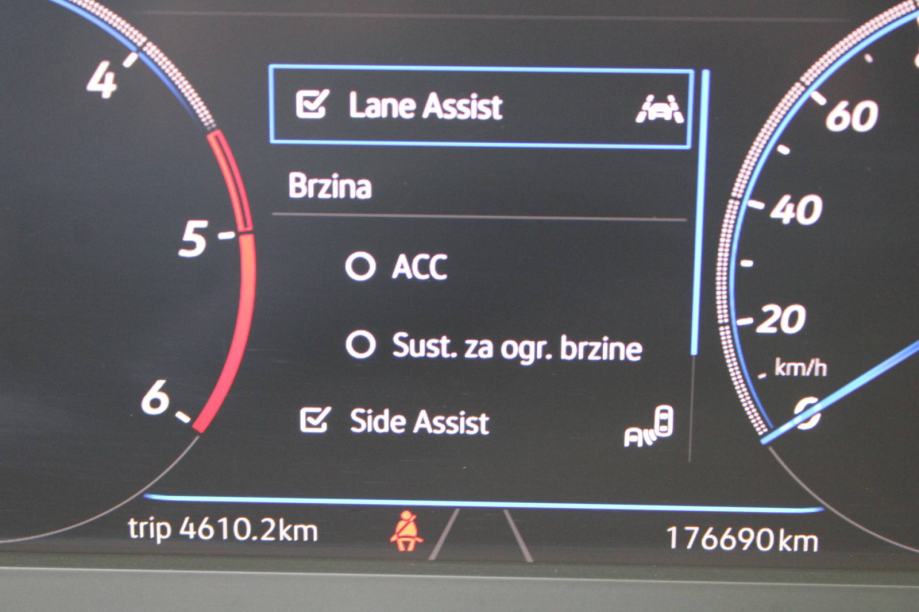 4
5
6
Lane Assist
Brzina
ACC
Sust. za ogr. brzine
Side Assist
A
60
40
20
km/h
0
trip 4610.2km
176690km